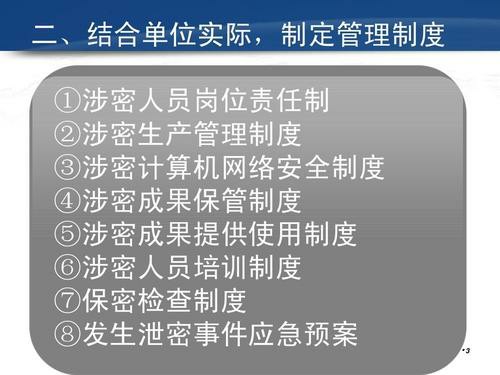 二、结合单位实际，制定管理制度
①涉密人员岗位责任制
②涉密生产管理制度
③涉密计算机网络安全制度
④涉密成果保管制度
⑤涉密成果提供使用制度
⑥涉密人员培训制度
⑦保密检查制度
⑧发生泄密事件应急预案
*3